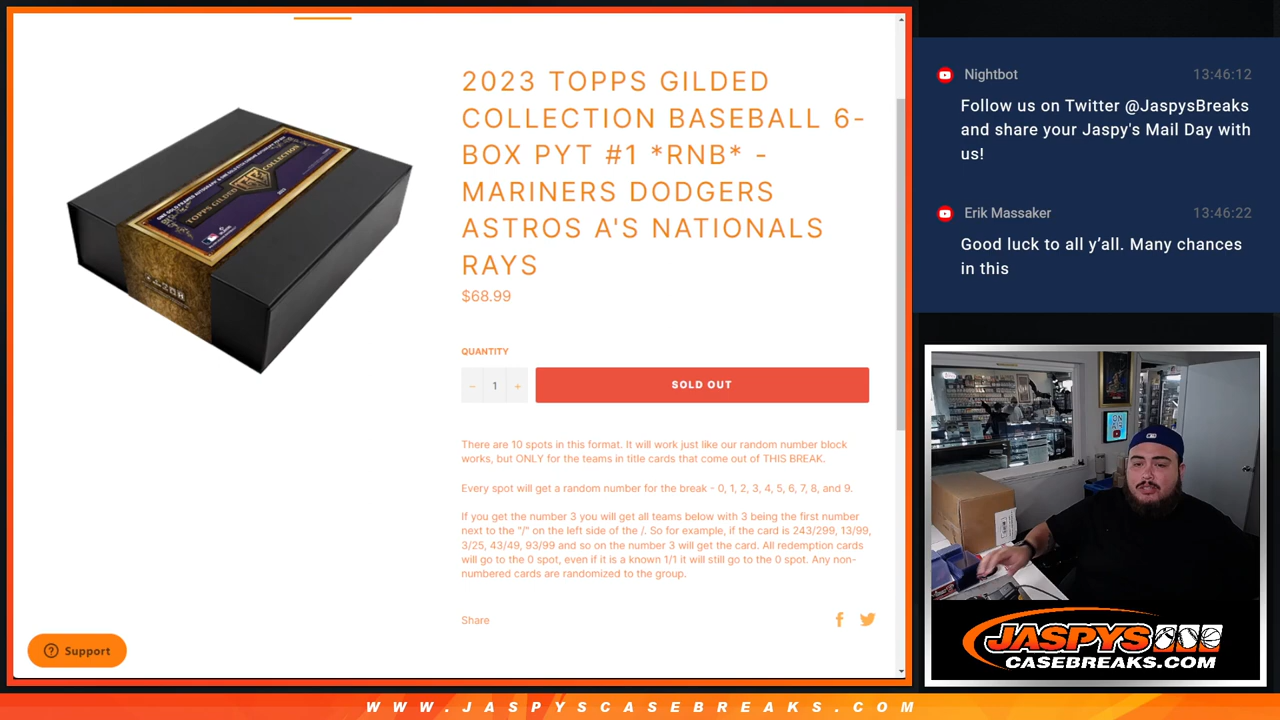 2023 TOPPS GILDED
COLLECTION BASEBALL 6-
BOX PYT #1 *RNB* -
MARINERS DODGERS
ASTROS A'S NATIONALS
RAYS
$68.99
QUANTITY
− 1 +
SOLD OUT
There are 10 spots in this format. It will work just like our random number block
works, but ONLY for the teams in title cards that come out of THIS BREAK.
Every spot will get a random number for the break - 0, 1, 2, 3, 4, 5, 6, 7, 8, and 9.
If you get the number 3 you will get all teams below with 3 being the first number
next to the "/" on the left side of the /. So for example, if the card is 243/299, 13/99,
3/25, 43/49, 93/99 and so on the number 3 will get the card. All redemption cards
will go to the 0 spot, even if it is a known 1/1 it will still go to the 0 spot. Any non-
numbered cards are randomized to the group.
Share
Support
TOPPS GILDED COLLECTION
Nightbot 13:46:12
Follow us on Twitter @JaspysBreaks
and share your Jaspy's Mail Day with
us!
Erik Massaker 13:46:22
Good luck to all y’all. Many chances
in this
JASPYS
CASEBREAKS.COM
WWW.JASPYSCASEBREAKS.COM